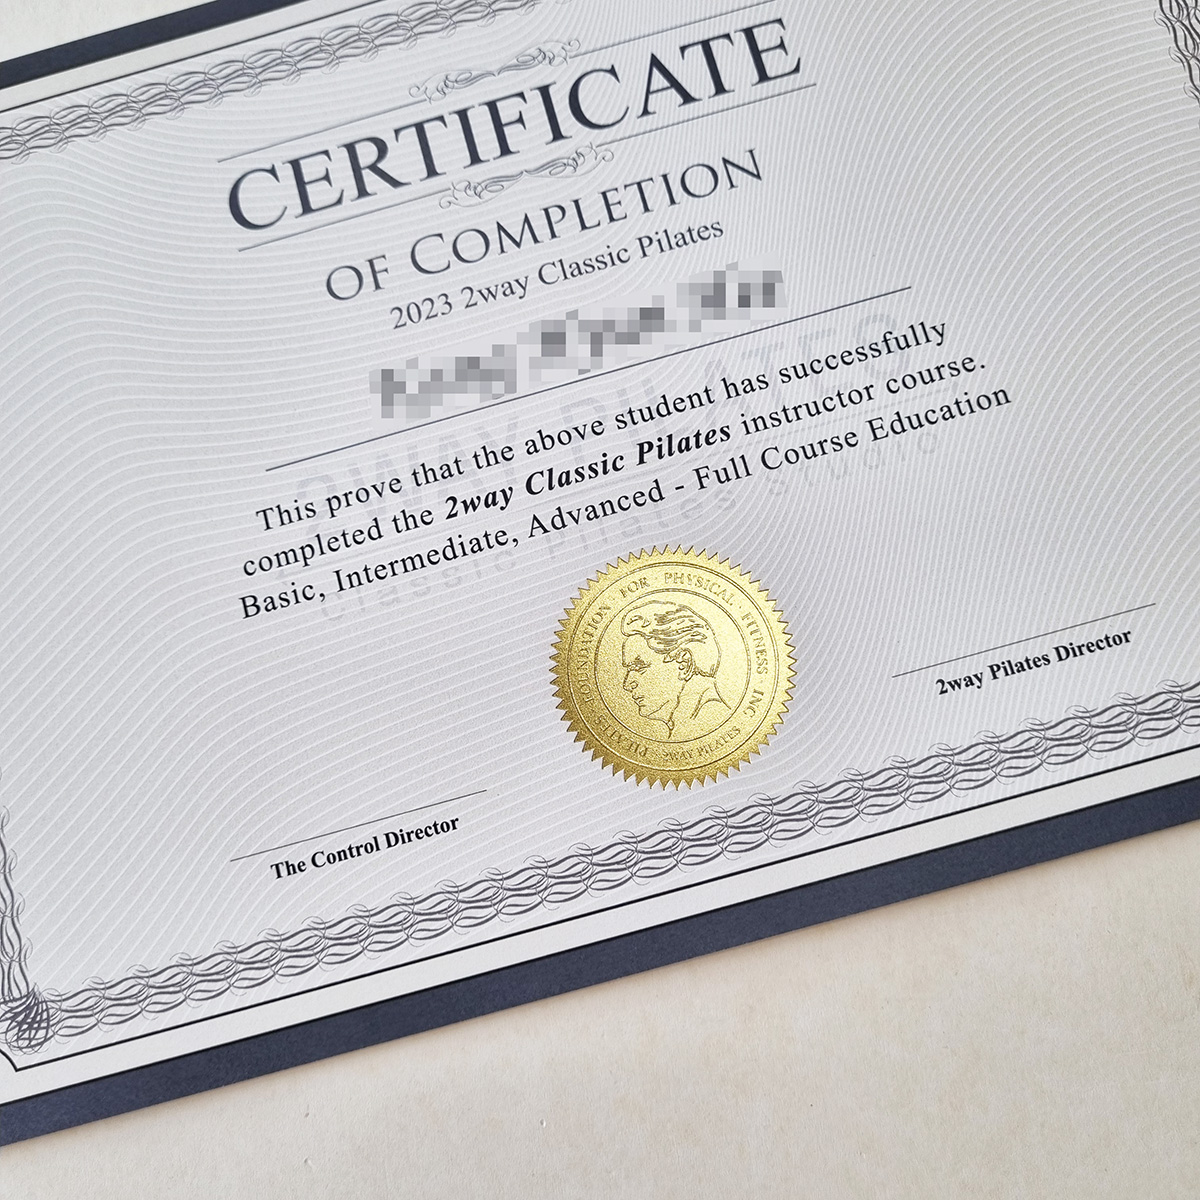 CERTIFICATE
OF COMPLETION
2023 2way Classic Pilates
This prove that the above student has successfully
completed the 2way Classic Pilates instructor course.
Basic, Intermediate, Advanced - Full Course Education
PILATES FOUNDATION · FOR · PHYSICAL · FITNESS INC
2WAY PILATES
2way Pilates Director
The Control Director